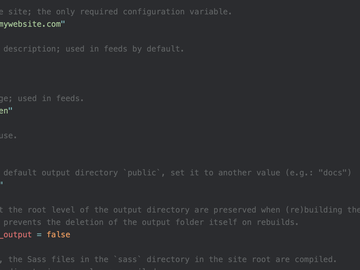 e site; the only required configuration variable.
mywebsite.com"
description; used in feeds by default.
ge; used in feeds.
en"
use.
default output directory `public`, set it to another value (e.g.: "docs")
"
t the root level of the output directory are preserved when (re)building the
prevents the deletion of the output folder itself on rebuilds.
_output = false
, the Sass files in the `sass` directory in the site root are compiled.